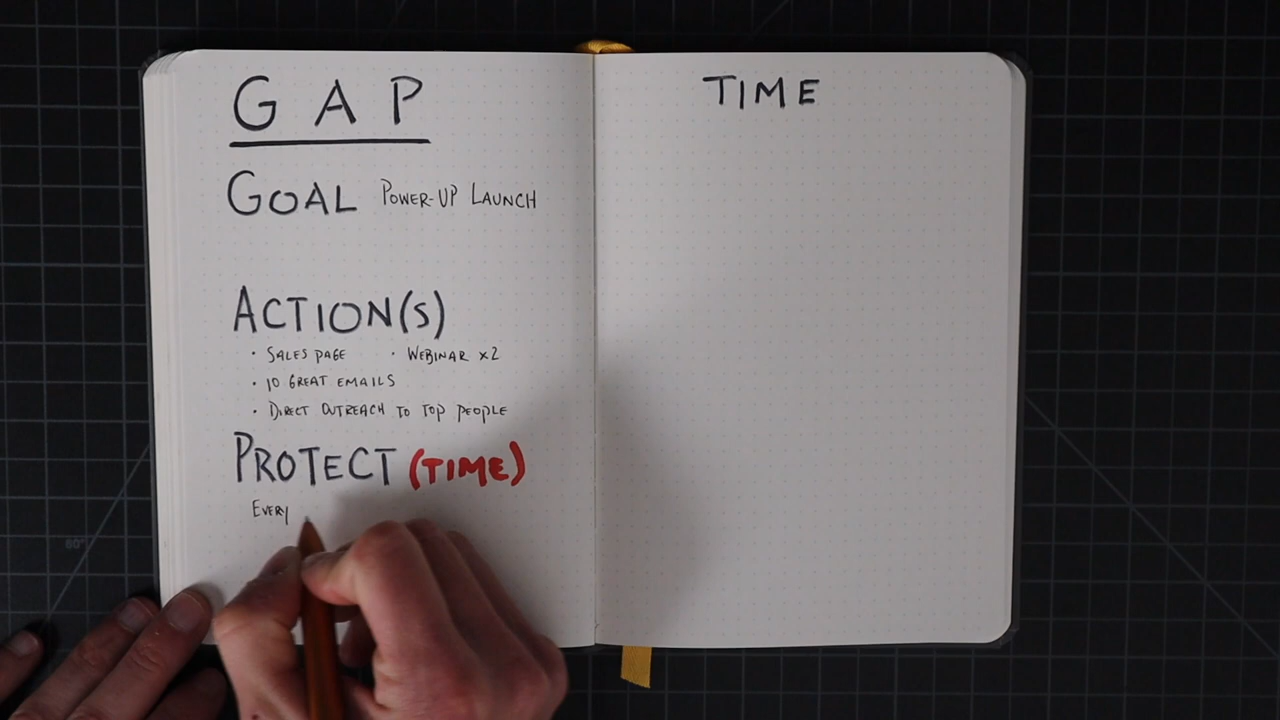 GAP
GOAL POWER-UP LAUNCH
ACTION(S)
• SALES PAGE • WEBINAR x2
• 10 GREAT EMAILS
• DIRECT OUTREACH TO TOP PEOPLE
PROTECT (TIME)
EVERY
TIME
60°